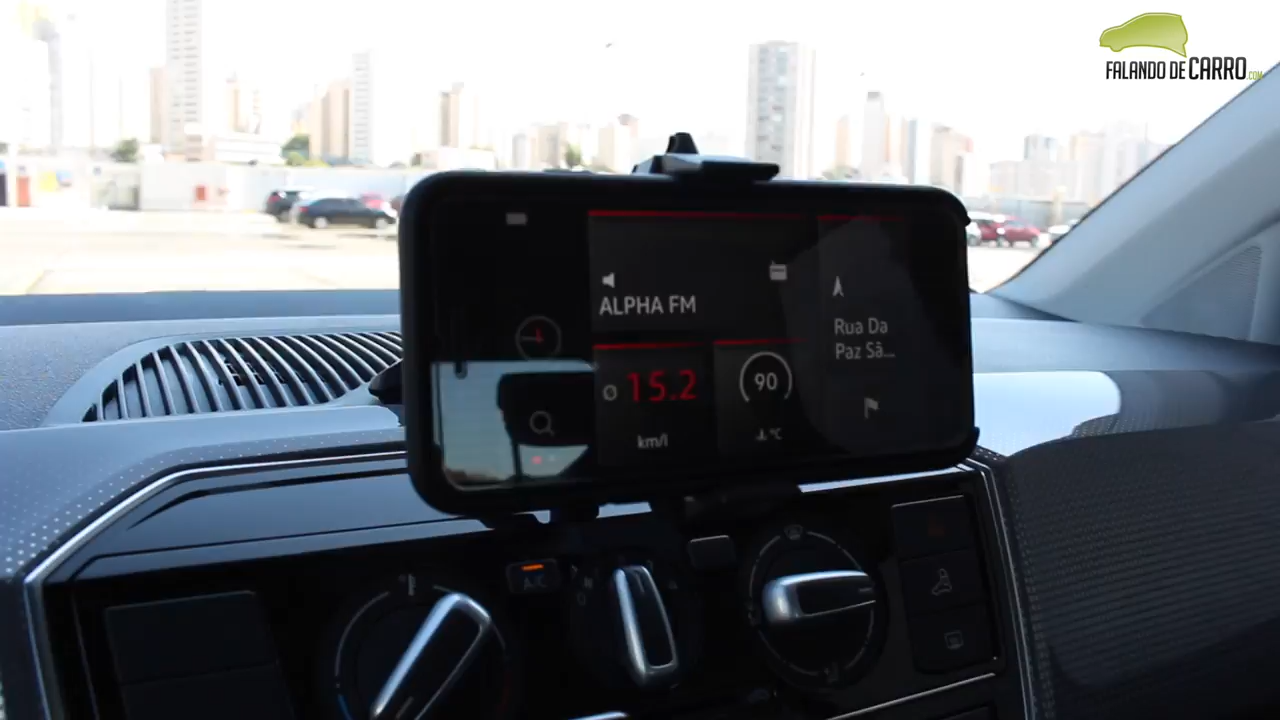 FALANDO DE CARRO.COM
ALPHA FM
Rua Da
Paz Sã...
Ø 15.2
90
km/l
°C
A/C